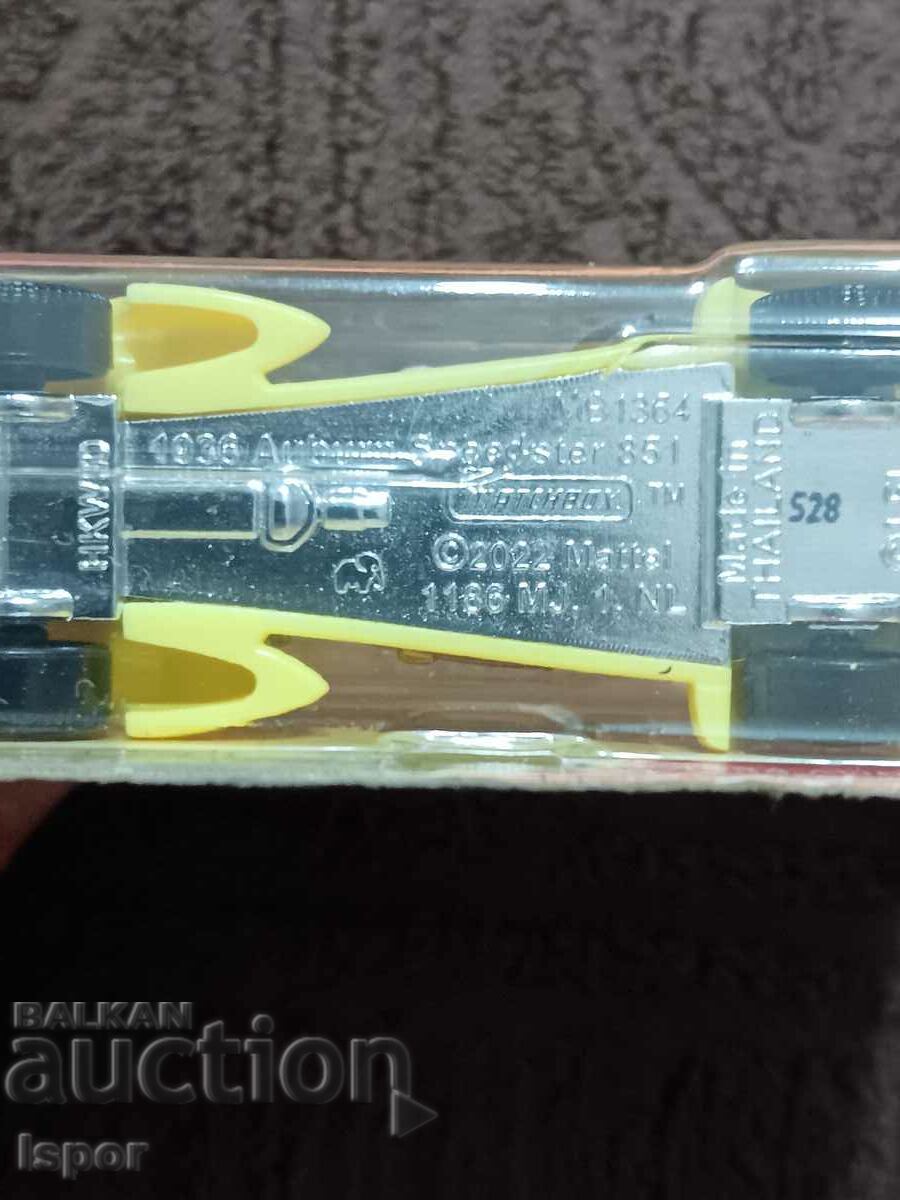 MB1364
1936 Auburn Speedster 851
MATCHBOX TM
©2022 Mattel
1186 MJ. 1. NL
HKW
Made in
THAILAND
528
BALKAN
auction
Ispor